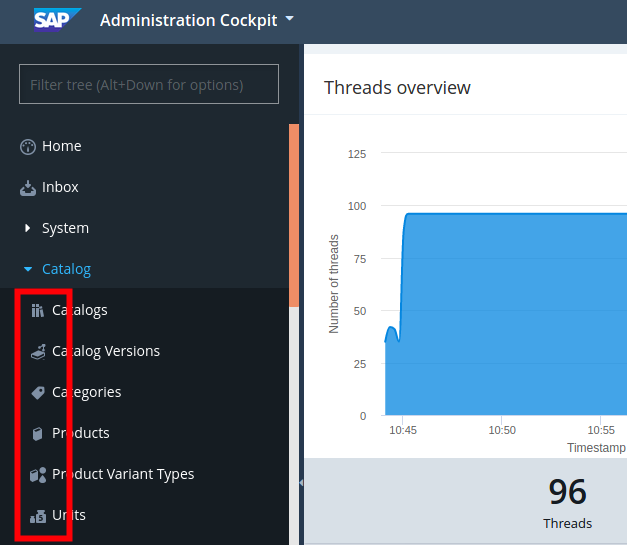 SAP Administration Cockpit
Filter tree (Alt+Down for options)
Home
Inbox
System
Catalog
Catalogs
Catalog Versions
Categories
Products
Product Variant Types
Units
Threads overview
Number of threads
125
100
75
50
25
0
10:45 10:50 10:55
Timestamp
96
Threads